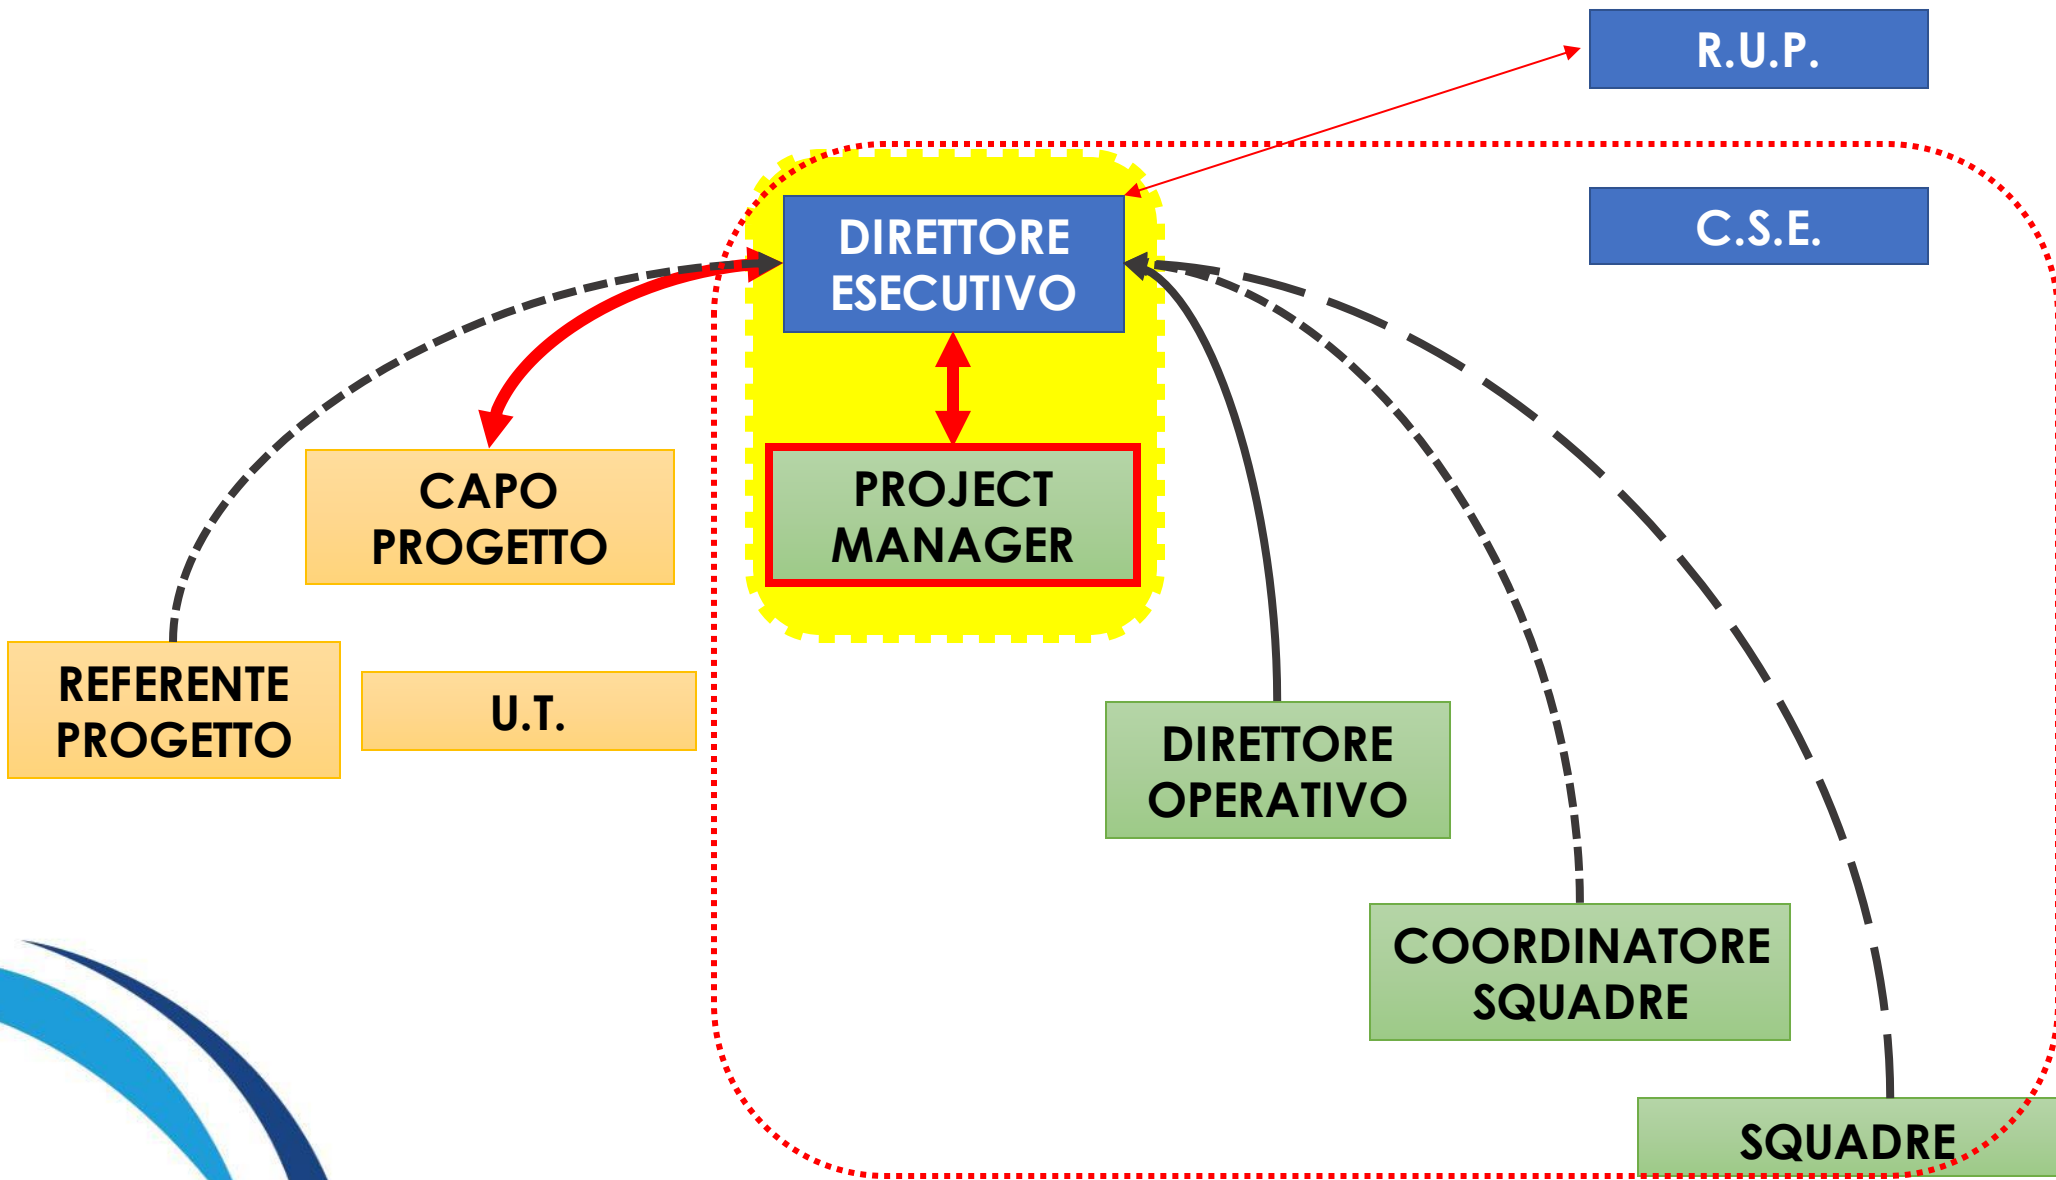 R.U.P.
C.S.E.
DIRETTORE
ESECUTIVO
CAPO
PROGETTO
PROJECT
MANAGER
REFERENTE
PROGETTO
U.T.
DIRETTORE
OPERATIVO
COORDINATORE
SQUADRE
SQUADRE